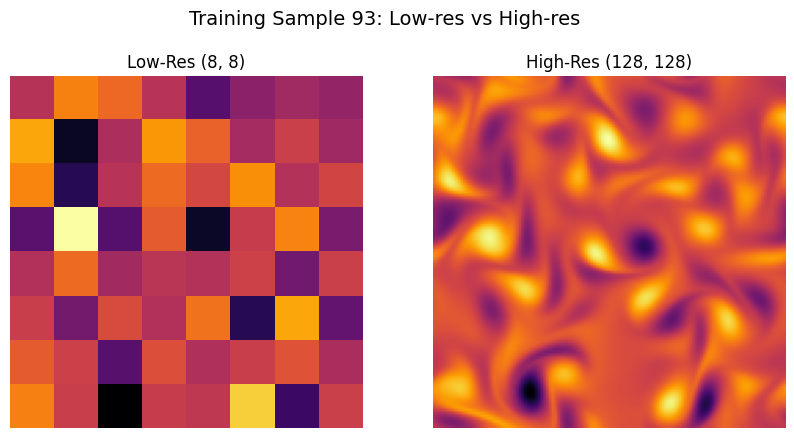 Training Sample 93: Low-res vs High-res
Low-Res (8, 8)
High-Res (128, 128)